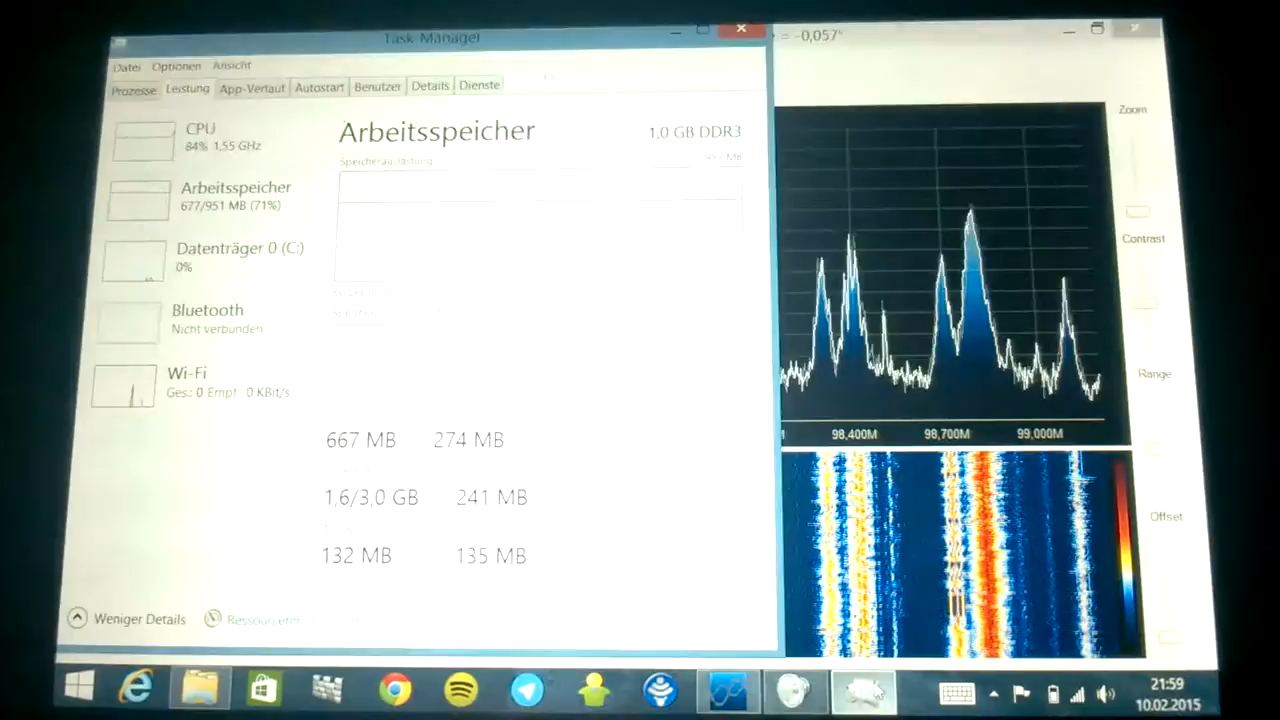 Task-Manager
= -0,057°
Datei Optionen Ansicht
Prozesse Leistung App-Verlauf Autostart Benutzer Details Dienste
CPU
84% 1,55 GHz
Arbeitsspeicher
677/951 MB (71%)
Datenträger 0 (C:)
0%
Bluetooth
Nicht verbunden
Wi-Fi
Ges.: 0 Empf. 0 KBit/s
Arbeitsspeicher
1,0 GB DDR3
Speicherauslastung
667 MB 274 MB
1,6/3,0 GB 241 MB
132 MB 135 MB
Weniger Details
Zoom
Contrast
Range
Offset
98,400M 98,700M 99,000M
21:59
10.02.2015